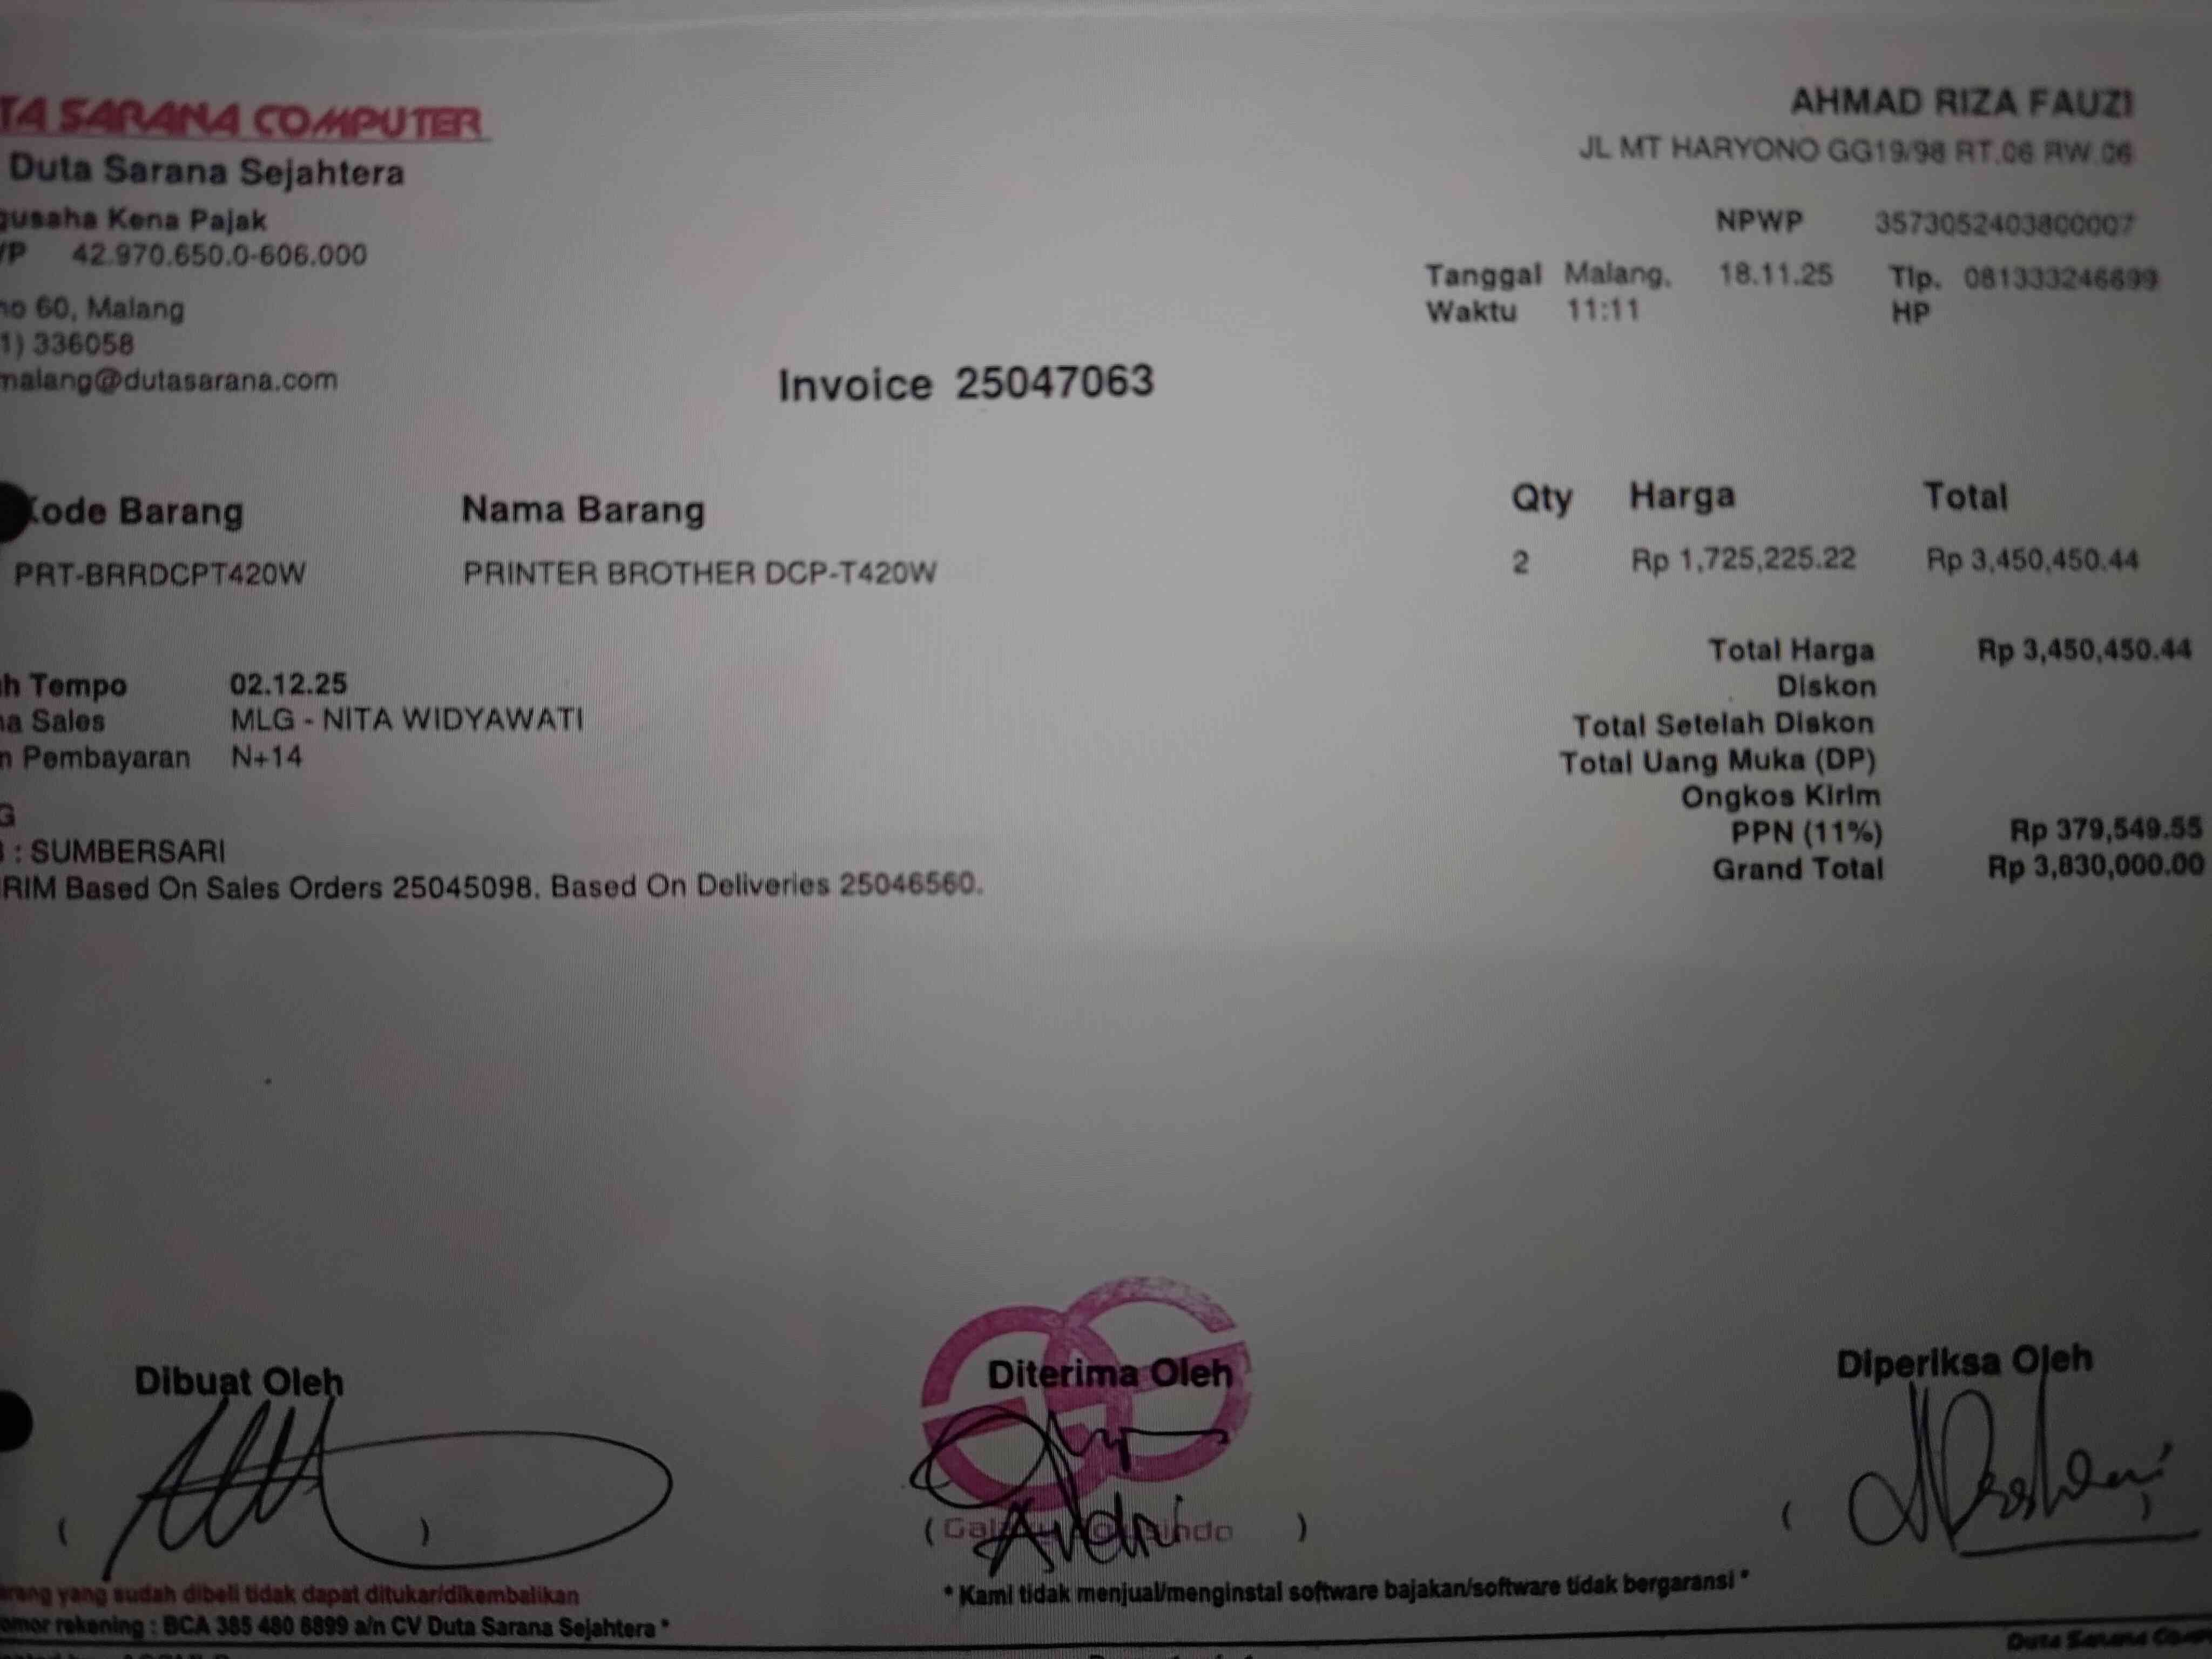 TA SARANA COMPUTER
Duta Sarana Sejahtera
gusaha Kena Pajak
VP 42.970.650.0-606.000
no 60, Malang
1) 336058
malang@dutasarana.com
AHMAD RIZA FAUZI
JL MT HARYONO GG19/98 RT.06 RW.06
NPWP 3573052403800007
Tanggal Malang, 18.11.25 Tlp. 081333246699
Waktu 11:11 HP
Invoice 25047063
Kode Barang Nama Barang Qty Harga Total
PRT-BRRDCPT420W PRINTER BROTHER DCP-T420W 2 Rp 1,725,225.22 Rp 3,450,450.44
Total Harga Rp 3,450,450.44
Diskon
Total Setelah Diskon
Total Uang Muka (DP)
Ongkos Kirim
PPN (11%) Rp 379,549.55
Grand Total Rp 3,830,000.00
h Tempo 02.12.25
na Sales MLG - NITA WIDYAWATI
n Pembayaran N+14
G
: SUMBERSARI
IRIM Based On Sales Orders 25045098. Based On Deliveries 25046560.
Dibuat Oleh Diterima Oleh Diperiksa Oleh
( ) ( Andri ) ( )
arang yang sudah dibeli tidak dapat ditukar/dikembalikan
* Kami tidak menjual/menginstal software bajakan/software tidak bergaransi *
omor rekening : BCA 385 480 8899 a/n CV Duta Sarana Sejahtera *
Duta Sarana